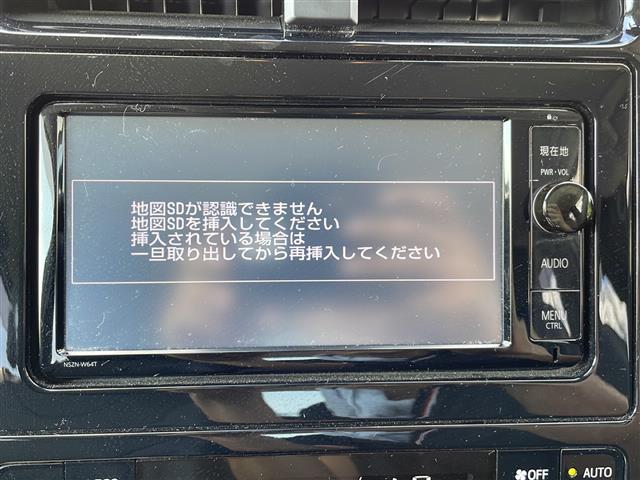 現在地
PWR・VOL
地図SDが認識できません
地図SDを挿入してください
挿入されている場合は
一旦取り出してから再挿入してください
AUDIO
MENU
CTRL
NSZN-W64T
OFF
AUTO